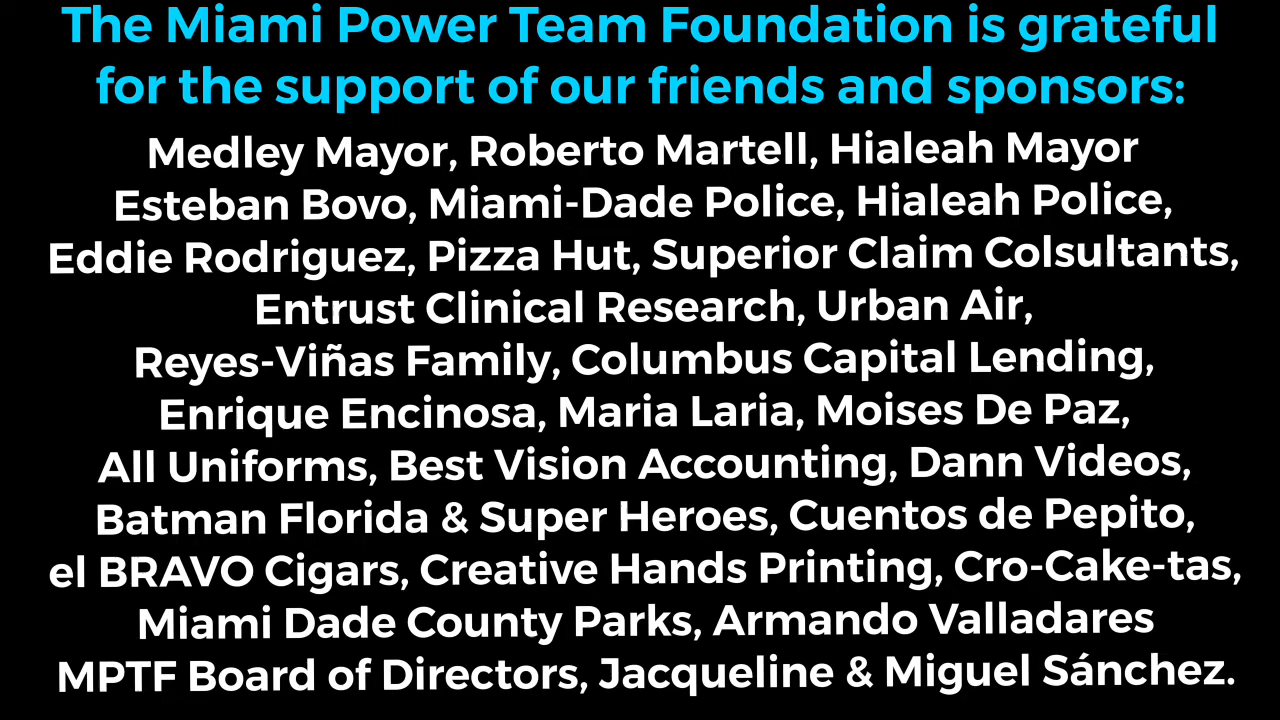 The Miami Power Team Foundation is grateful
for the support of our friends and sponsors:
Medley Mayor, Roberto Martell, Hialeah Mayor
Esteban Bovo, Miami-Dade Police, Hialeah Police,
Eddie Rodriguez, Pizza Hut, Superior Claim Colsultants,
Entrust Clinical Research, Urban Air,
Reyes-Viñas Family, Columbus Capital Lending,
Enrique Encinosa, Maria Laria, Moises De Paz,
All Uniforms, Best Vision Accounting, Dann Videos,
Batman Florida & Super Heroes, Cuentos de Pepito,
el BRAVO Cigars, Creative Hands Printing, Cro-Cake-tas,
Miami Dade County Parks, Armando Valladares
MPTF Board of Directors, Jacqueline & Miguel Sánchez.